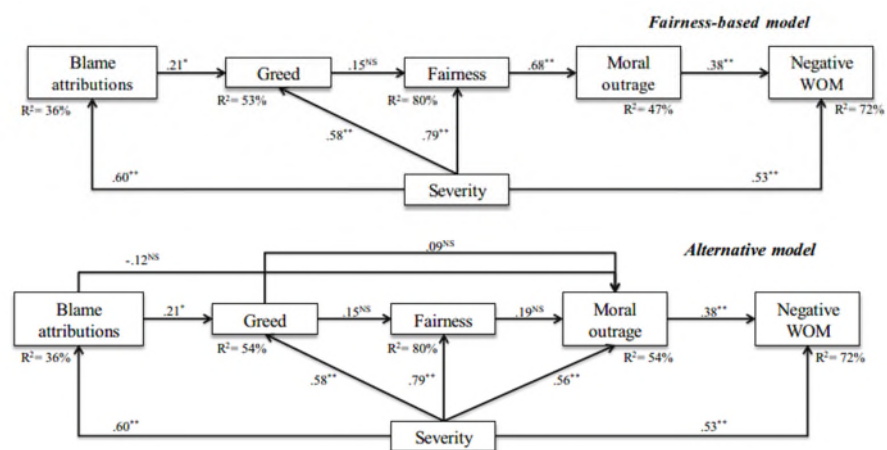 Fairness-based model
Blame attributions
.21*
Greed
.15NS
Fairness
.68**
Moral outrage
.38**
Negative WOM
R²= 36%
R²= 53%
R²= 80%
R²= 47%
R²= 72%
.58**
.79**
.60**
Severity
.53**
.09NS
Alternative model
-.12NS
Blame attributions
.21*
Greed
.15NS
Fairness
.19NS
Moral outrage
.38**
Negative WOM
R²= 36%
R²= 54%
R²= 80%
R²= 54%
R²= 72%
.58**
.79**
.56**
.60**
Severity
.53**